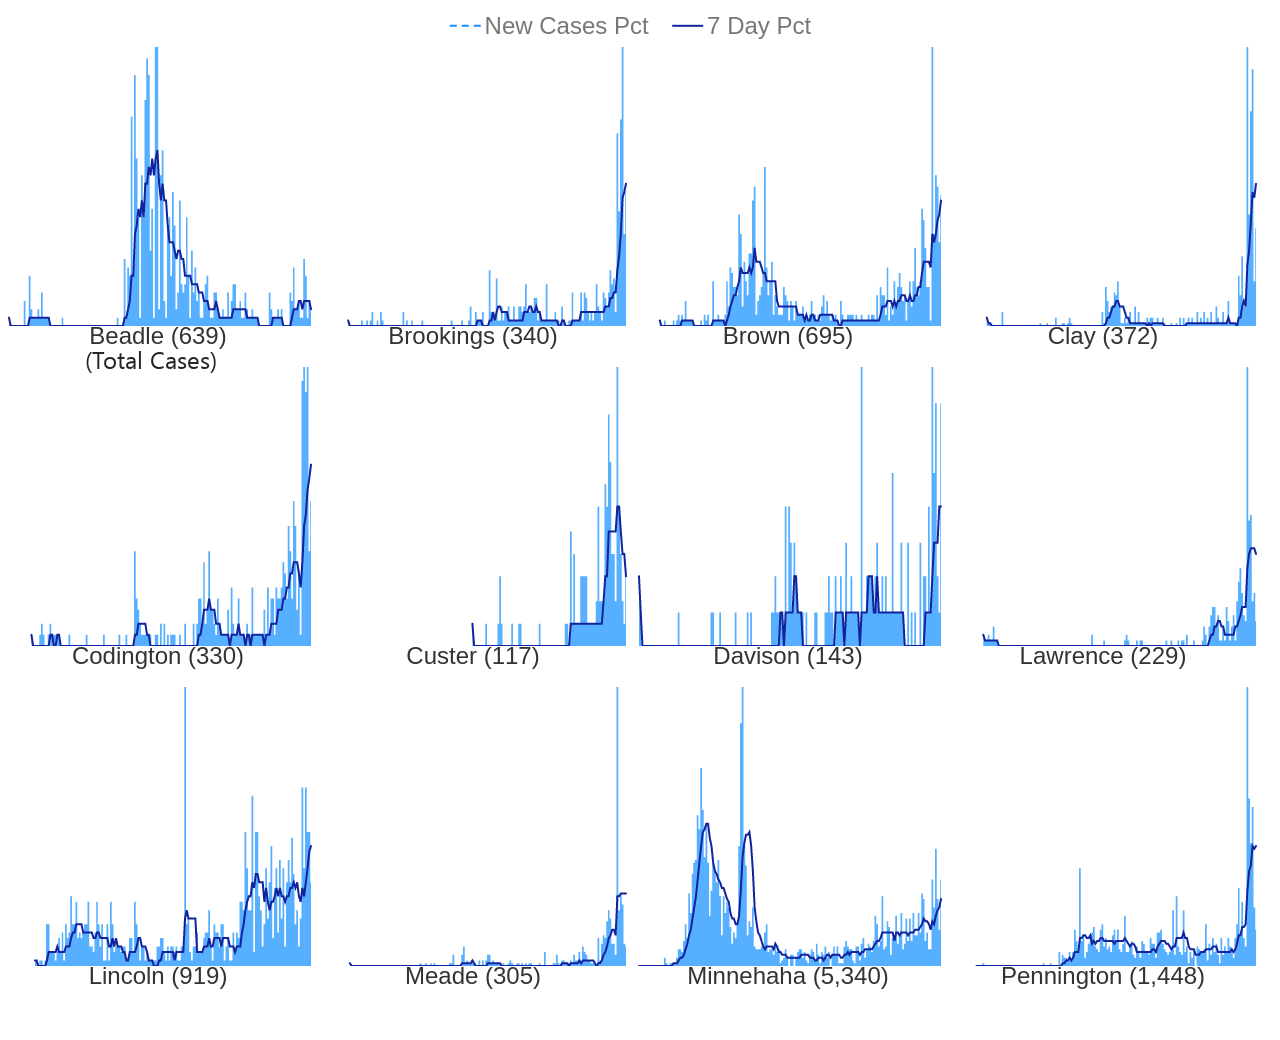 New Cases Pct 7 Day Pct
Beadle (639) Brookings (340) Brown (695) Clay (372)
(Total Cases)
Codington (330) Custer (117) Davison (143) Lawrence (229)
Lincoln (919) Meade (305) Minnehaha (5,340) Pennington (1,448)